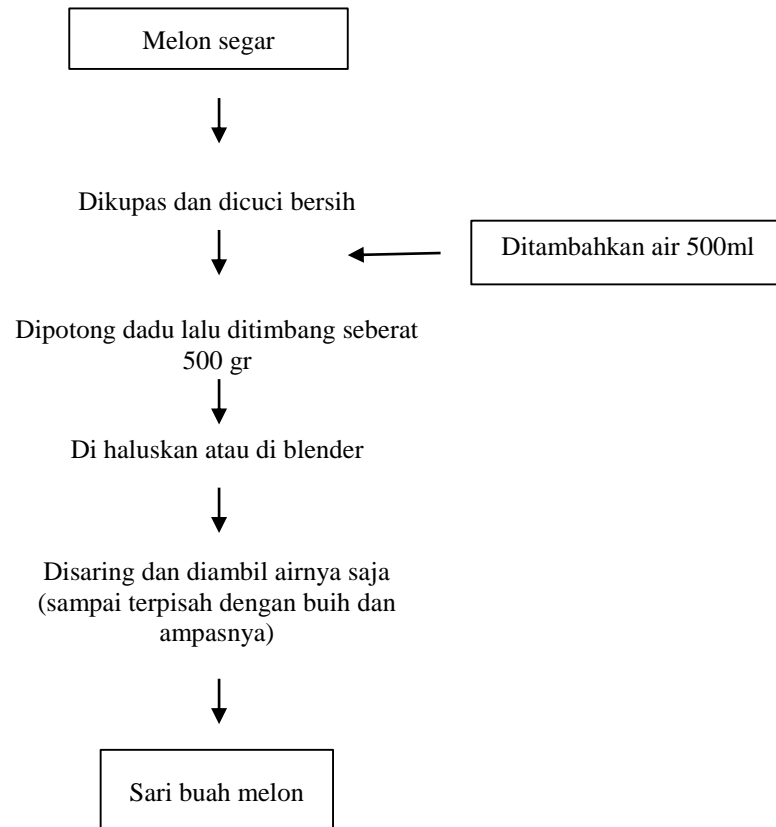 Melon segar
Dikupas dan dicuci bersih
Ditambahkan air 500ml
Dipotong dadu lalu ditimbang seberat
500 gr
Di haluskan atau di blender
Disaring dan diambil airnya saja
(sampai terpisah dengan buih dan
ampasnya)
Sari buah melon